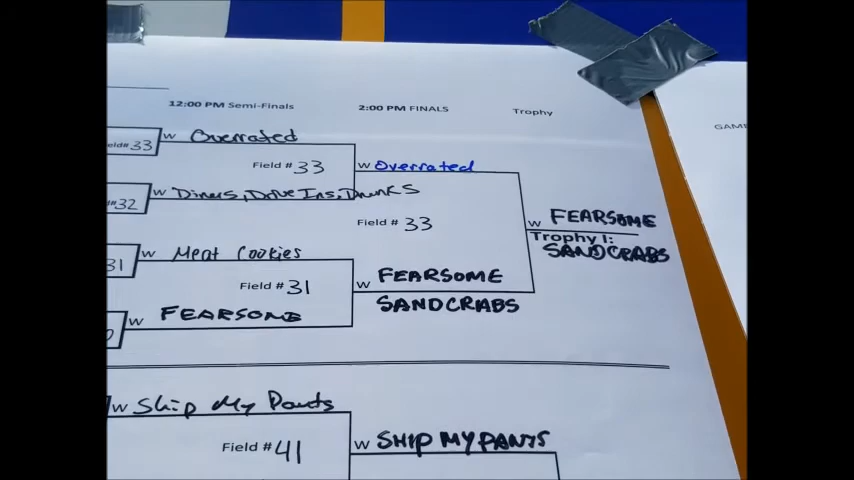 12:00 PM Semi-Finals 2:00 PM FINALS Trophy
GAM
W Overrated
eld# 33
Field # 33 W Overrated
W Diners, Drive Ins, Drunks
#32
Field # 33 W FEARSOME
Trophy I:
SANDCRABS
W Meat Cookies
31
Field # 31 W FEARSOME
SANDCRABS
W FEARSOME
W Ship My Pants
Field # 41 W SHIP MY PANTS